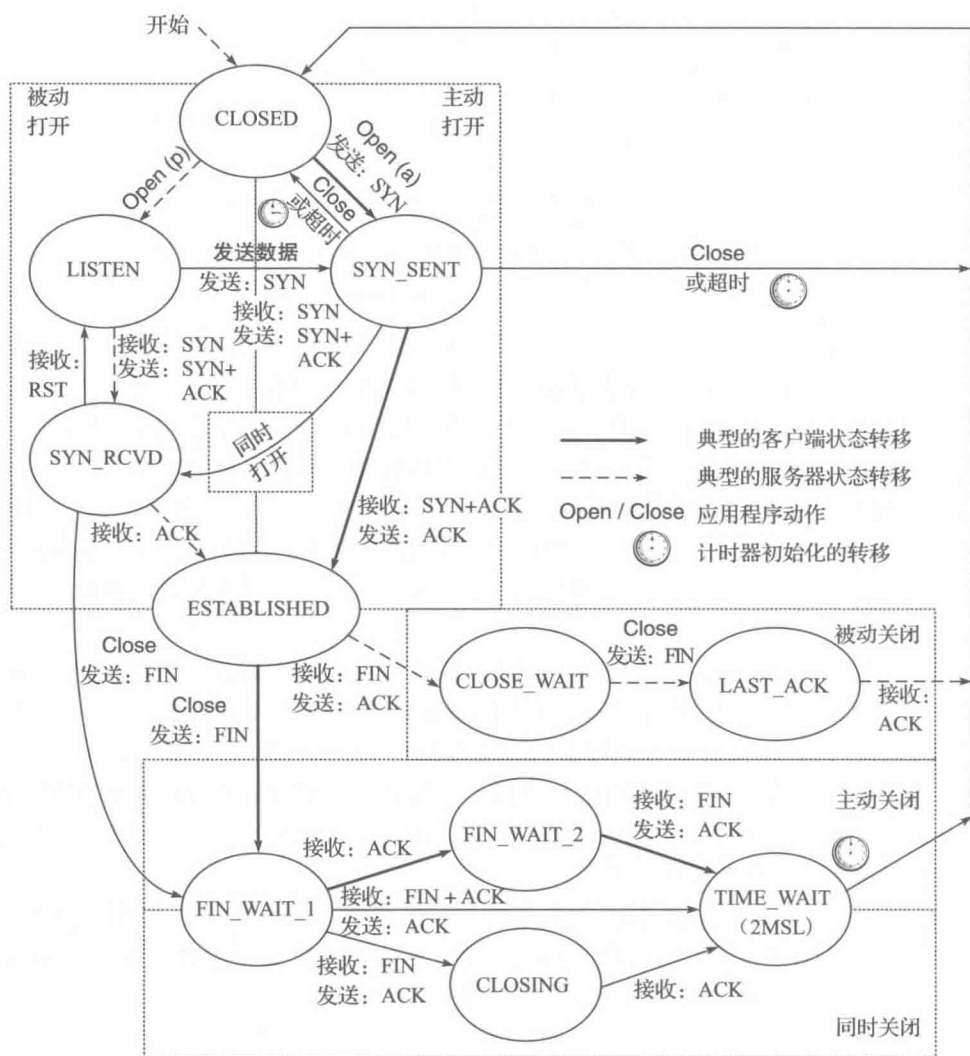 开始
被动
打开
主动
打开
CLOSED
Open (p)
Open (a)
发送：SYN
Close
或超时
LISTEN
发送数据
发送：SYN
SYN_SENT
Close
或超时
接收：SYN
发送：SYN+
ACK
接收：SYN
发送：SYN+
ACK
接收：
RST
SYN_RCVD
同时
打开
典型的客户端状态转移
典型的服务器状态转移
Open / Close 应用程序动作
计时器初始化的转移
接收：ACK
接收：SYN+ACK
发送：ACK
ESTABLISHED
被动关闭
Close
发送：FIN
CLOSE_WAIT
LAST_ACK
接收：
ACK
Close
发送：FIN
接收：FIN
发送：ACK
Close
发送：FIN
主动关闭
FIN_WAIT_2
接收：FIN
发送：ACK
接收：ACK
FIN_WAIT_1
接收：FIN + ACK
发送：ACK
TIME_WAIT
（2MSL）
接收：FIN
发送：ACK
CLOSING
接收：ACK
同时关闭